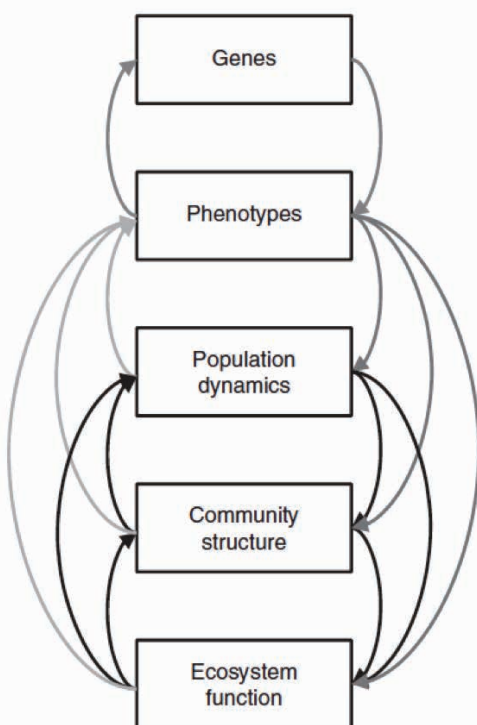 Genes
Phenotypes
Population
dynamics
Community
structure
Ecosystem
function